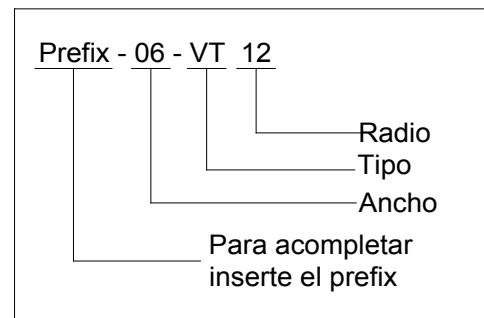 Prefix - 06 - VT 12
Radio
Tipo
Ancho
Para acompletar
inserte el prefix